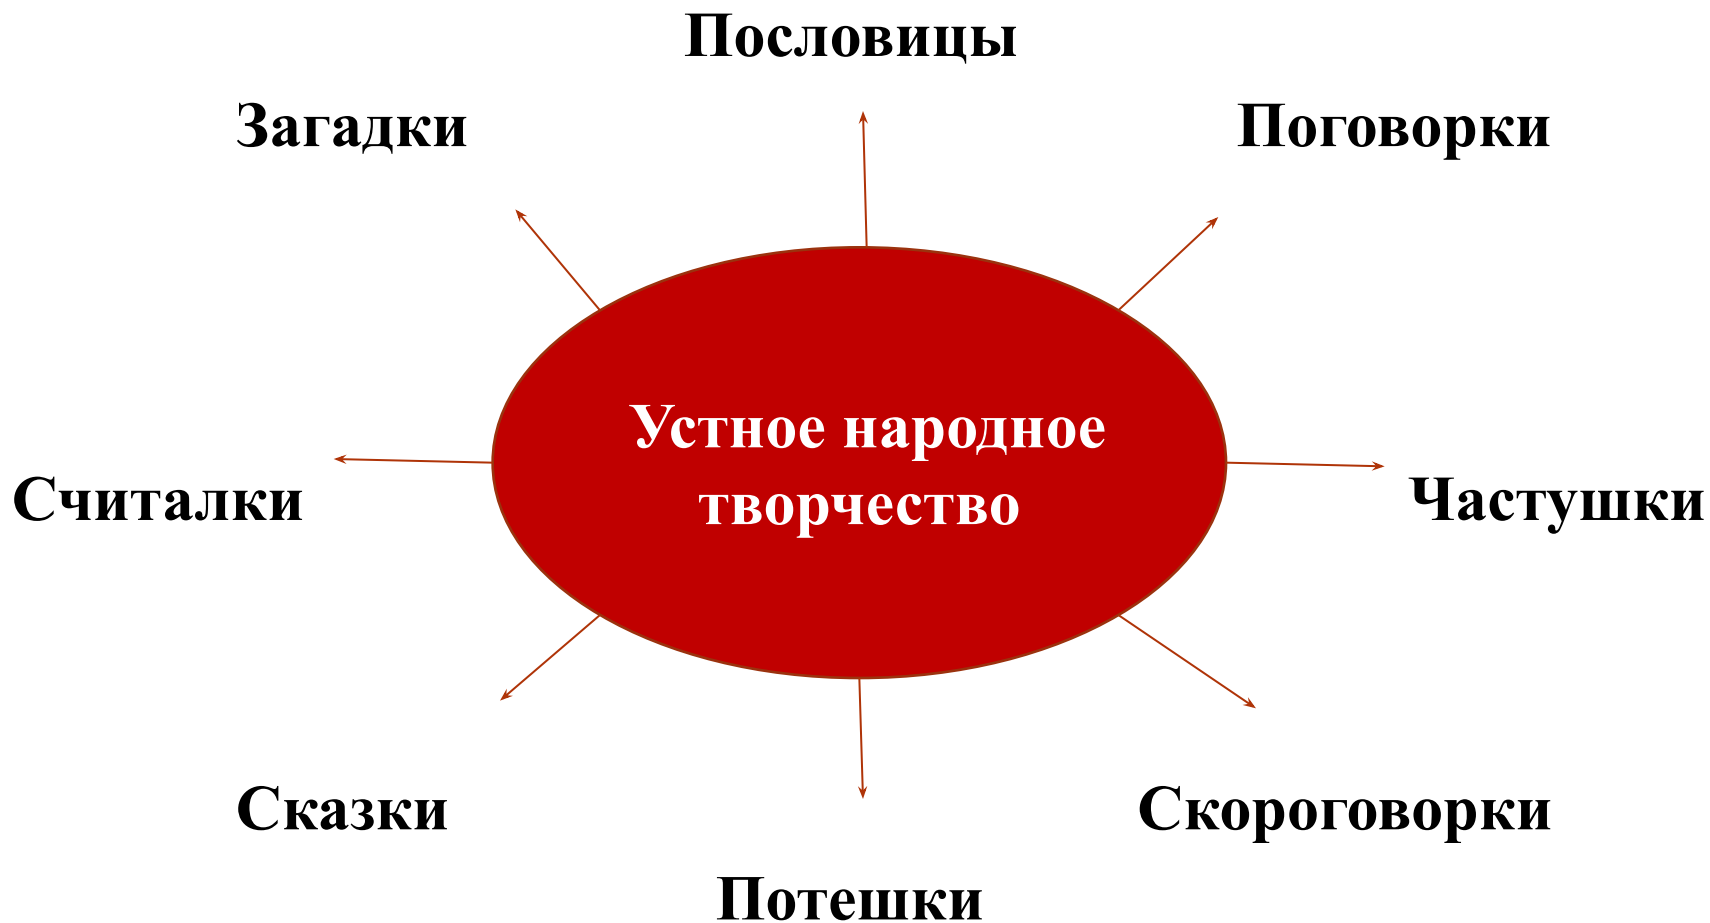 Пословицы
Загадки
Поговорки
Устное народное
творчество
Считалки
Частушки
Сказки
Скороговорки
Потешки